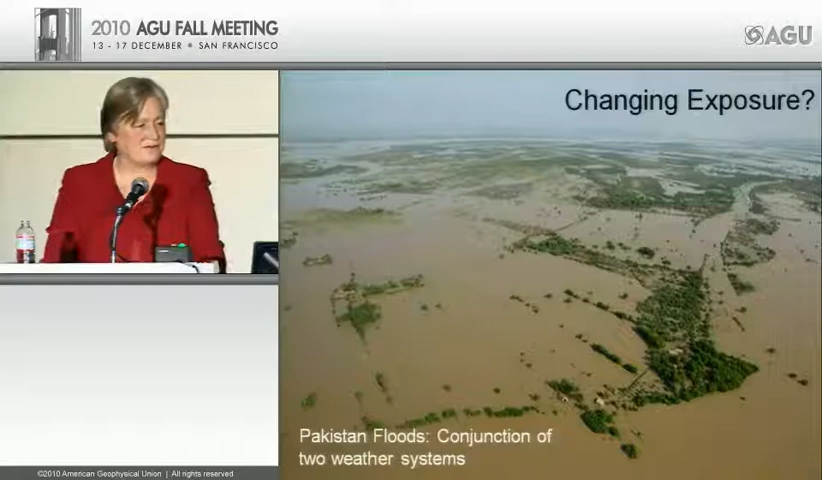 2010 AGU FALL MEETING
13 - 17 DECEMBER • SAN FRANCISCO
AGU
Changing Exposure?
Pakistan Floods: Conjunction of
two weather systems
©2010 American Geophysical Union | All rights reserved